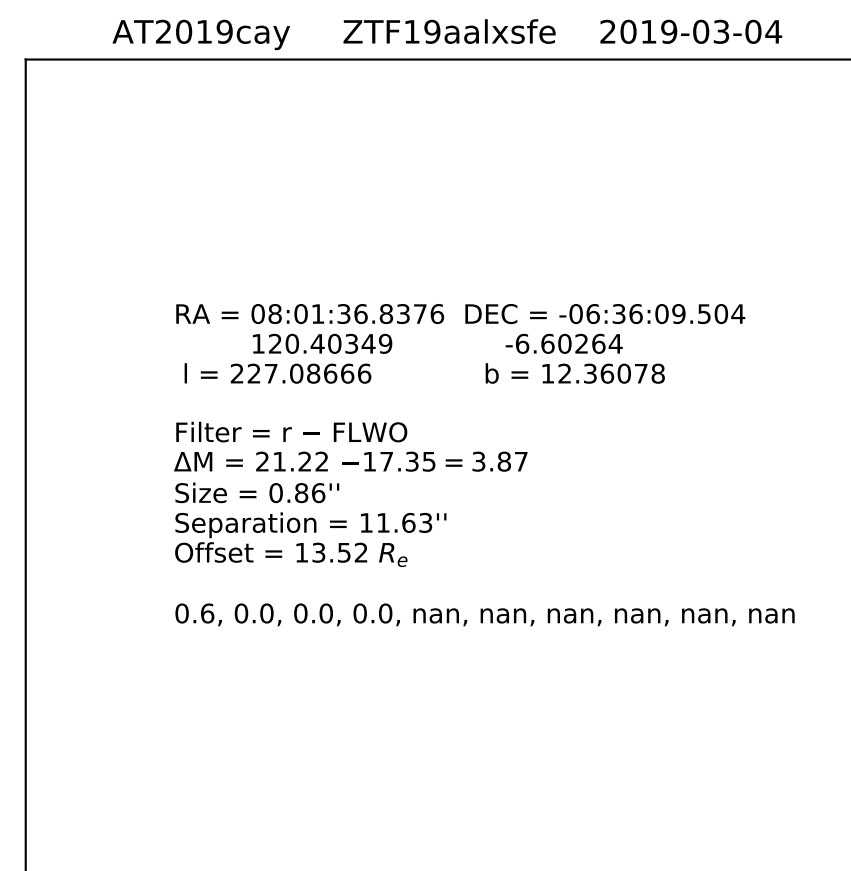 AT2019cay ZTF19aalxsfe 2019-03-04
RA = 08:01:36.8376 DEC = -06:36:09.504
120.40349 -6.60264
l = 227.08666 b = 12.36078
Filter = r − FLWO
ΔM = 21.22 −17.35 = 3.87
Size = 0.86''
Separation = 11.63''
Offset = 13.52 Re
0.6, 0.0, 0.0, 0.0, nan, nan, nan, nan, nan, nan